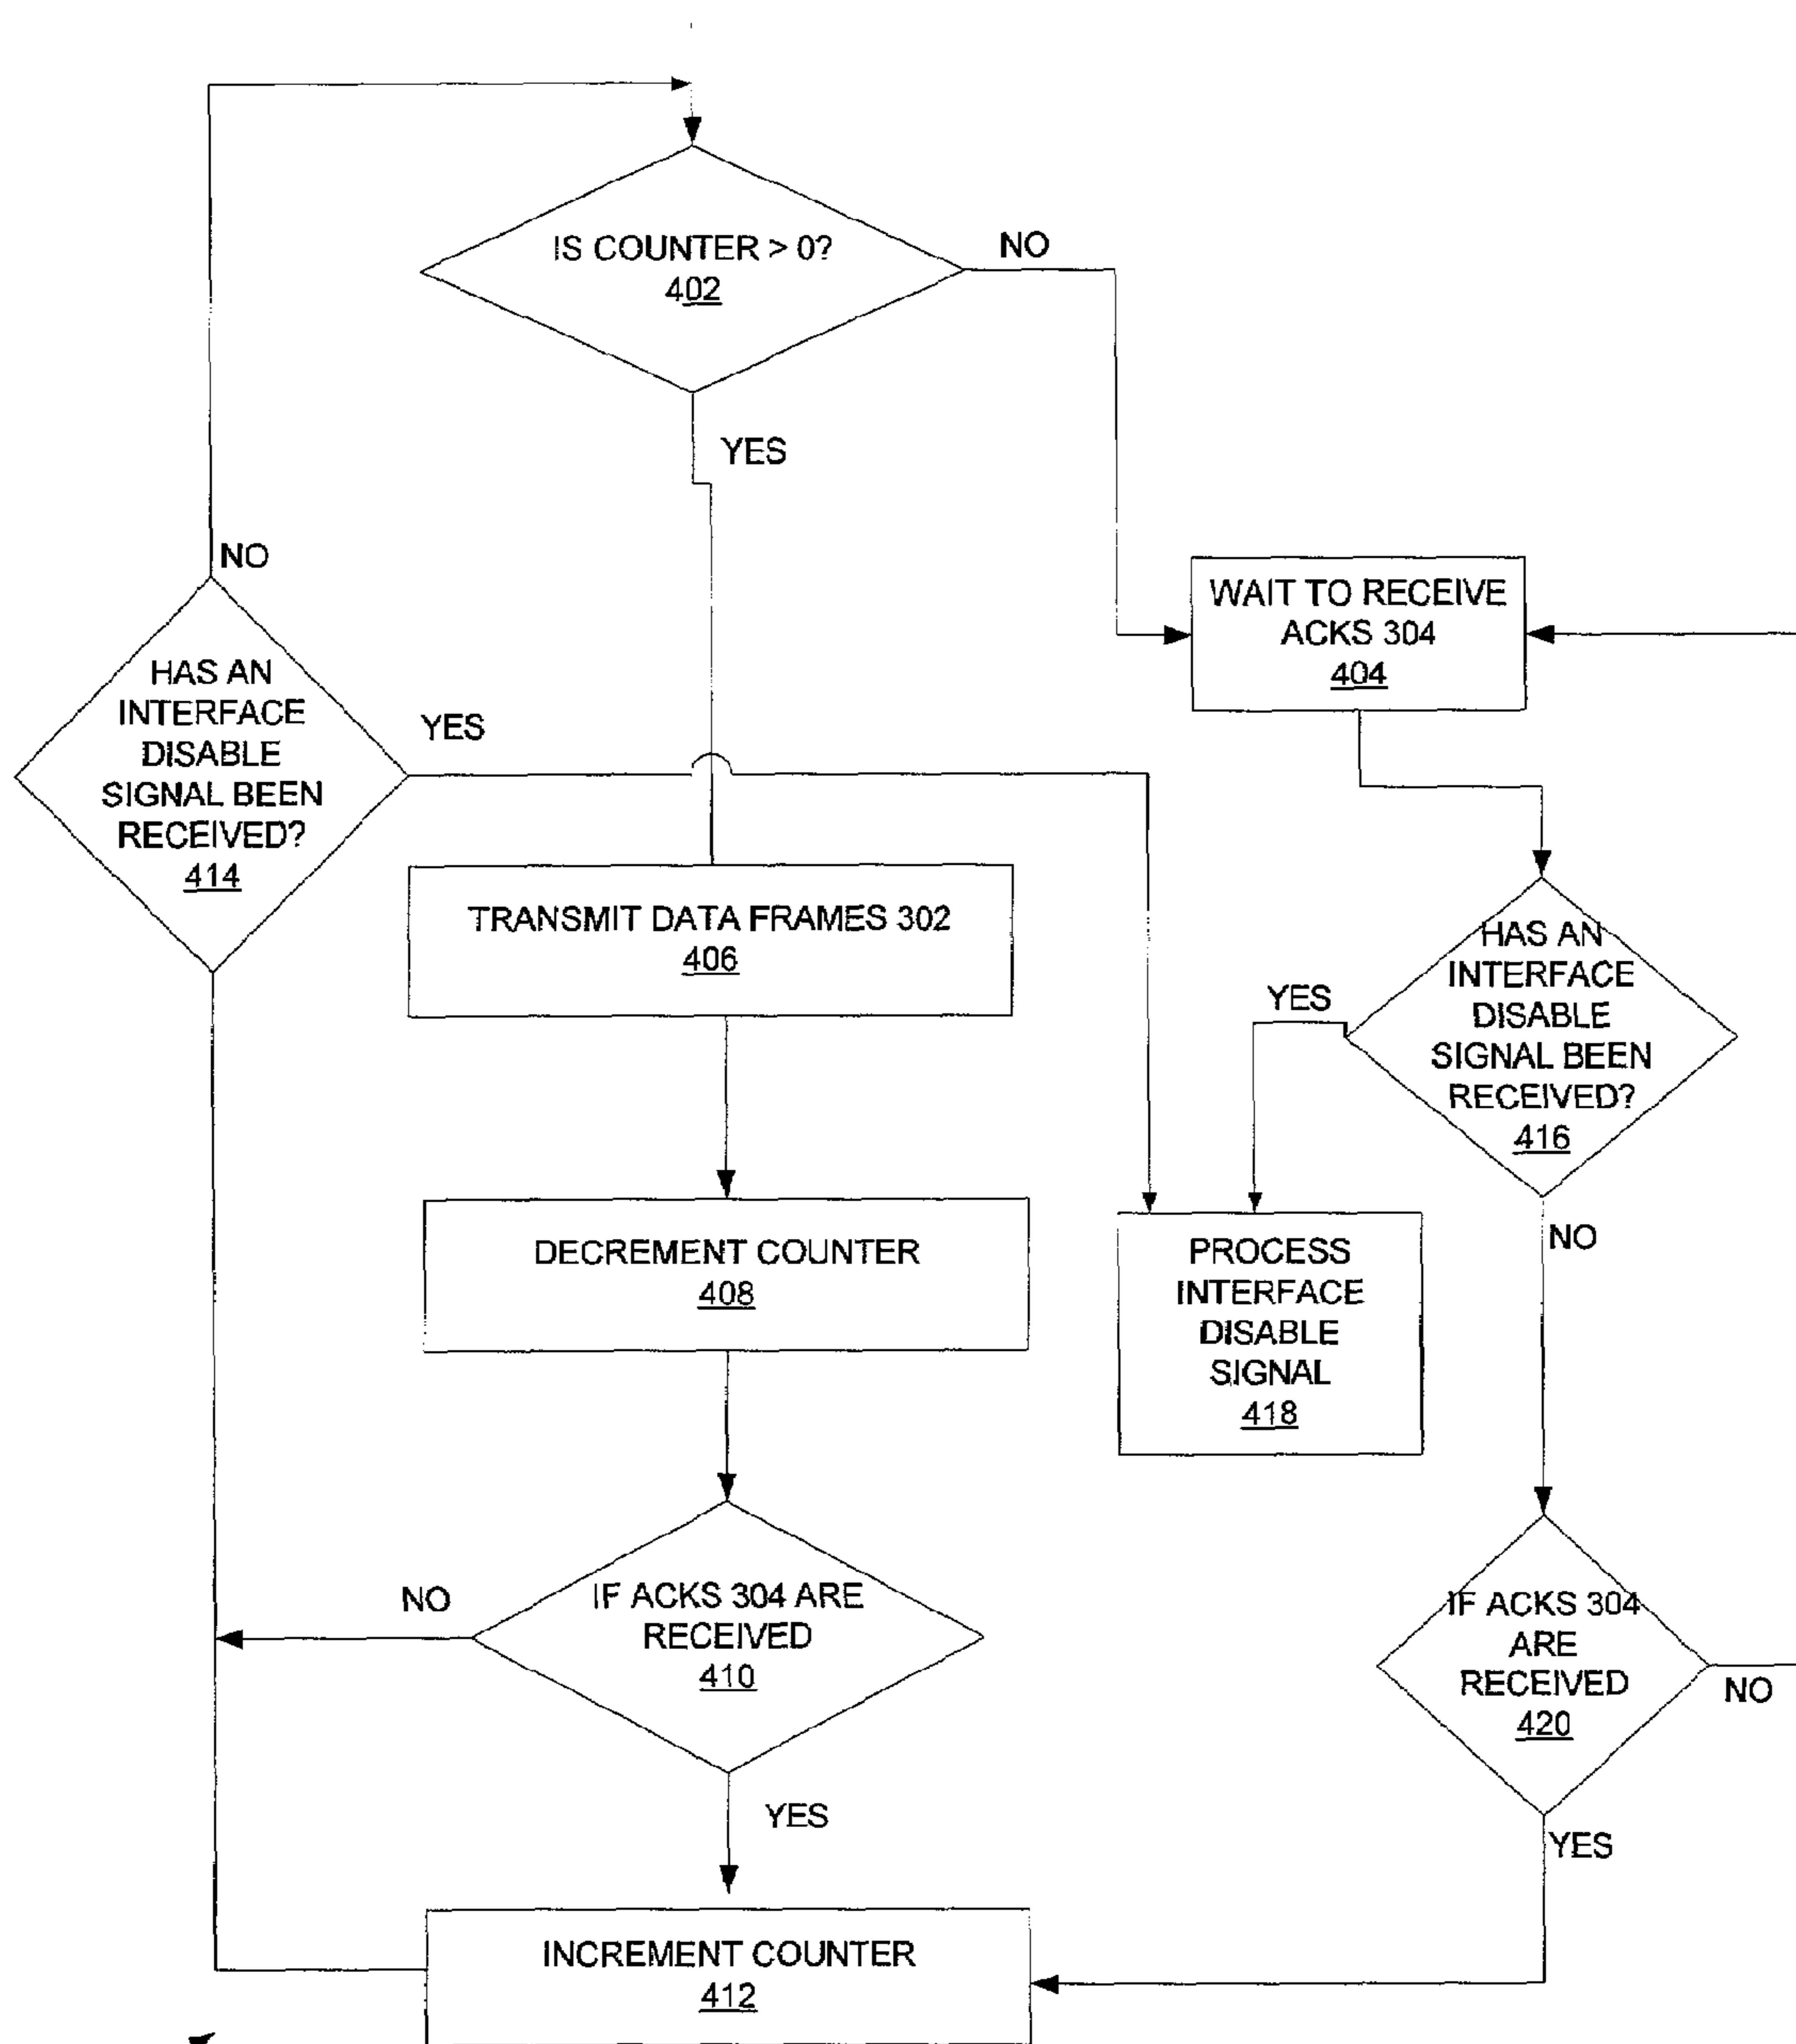 IS COUNTER > 0?
402
NO
YES
NO
HAS AN
INTERFACE
DISABLE
SIGNAL BEEN
RECEIVED?
414
YES
WAIT TO RECEIVE
ACKS 304
404
TRANSMIT DATA FRAMES 302
406
HAS AN
INTERFACE
DISABLE
SIGNAL BEEN
RECEIVED?
416
YES
NO
DECREMENT COUNTER
408
PROCESS
INTERFACE
DISABLE
SIGNAL
418
IF ACKS 304 ARE
RECEIVED
410
NO
YES
IF ACKS 304
ARE
RECEIVED
420
NO
YES
INCREMENT COUNTER
412